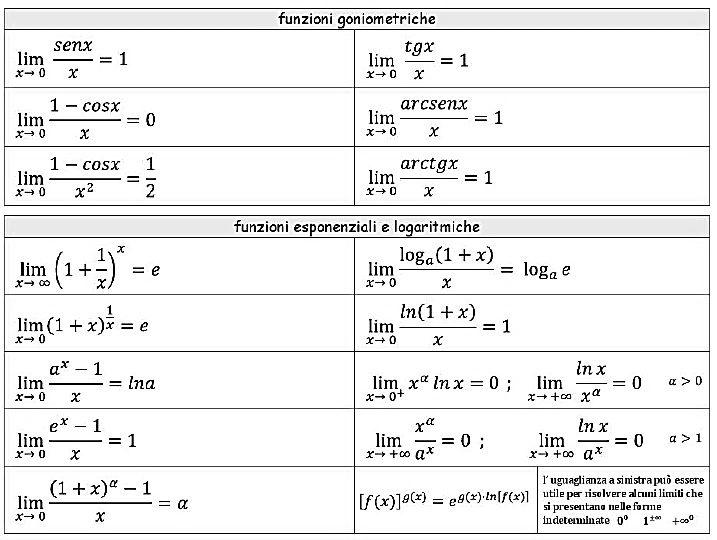 funzioni goniometriche
lim x→0 senx/x = 1
lim x→0 tgx/x = 1
lim x→0 (1 − cosx)/x = 0
lim x→0 arcsenx/x = 1
lim x→0 (1 − cosx)/x² = 1/2
lim x→0 arctgx/x = 1
funzioni esponenziali e logaritmiche
lim x→∞ (1 + 1/x)^x = e
lim x→0 logₐ(1 + x)/x = logₐ e
lim x→0 (1 + x)^(1/x) = e
lim x→0 ln(1 + x)/x = 1
lim x→0 (a^x − 1)/x = lna
lim x→0⁺ x^α ln x = 0 ; lim x→+∞ ln x/x^α = 0 α > 0
lim x→0 (e^x − 1)/x = 1
lim x→+∞ x^α/a^x = 0 ; lim x→+∞ ln x/a^x = 0 a > 1
lim x→0 ((1 + x)^α − 1)/x = α
[f(x)]^g(x) = e^(g(x)·ln[f(x)])
l'uguaglianza a sinistra può essere
utile per risolvere alcuni limiti che
si presentano nelle forme
indeterminate 0⁰ 1^±∞ +∞⁰